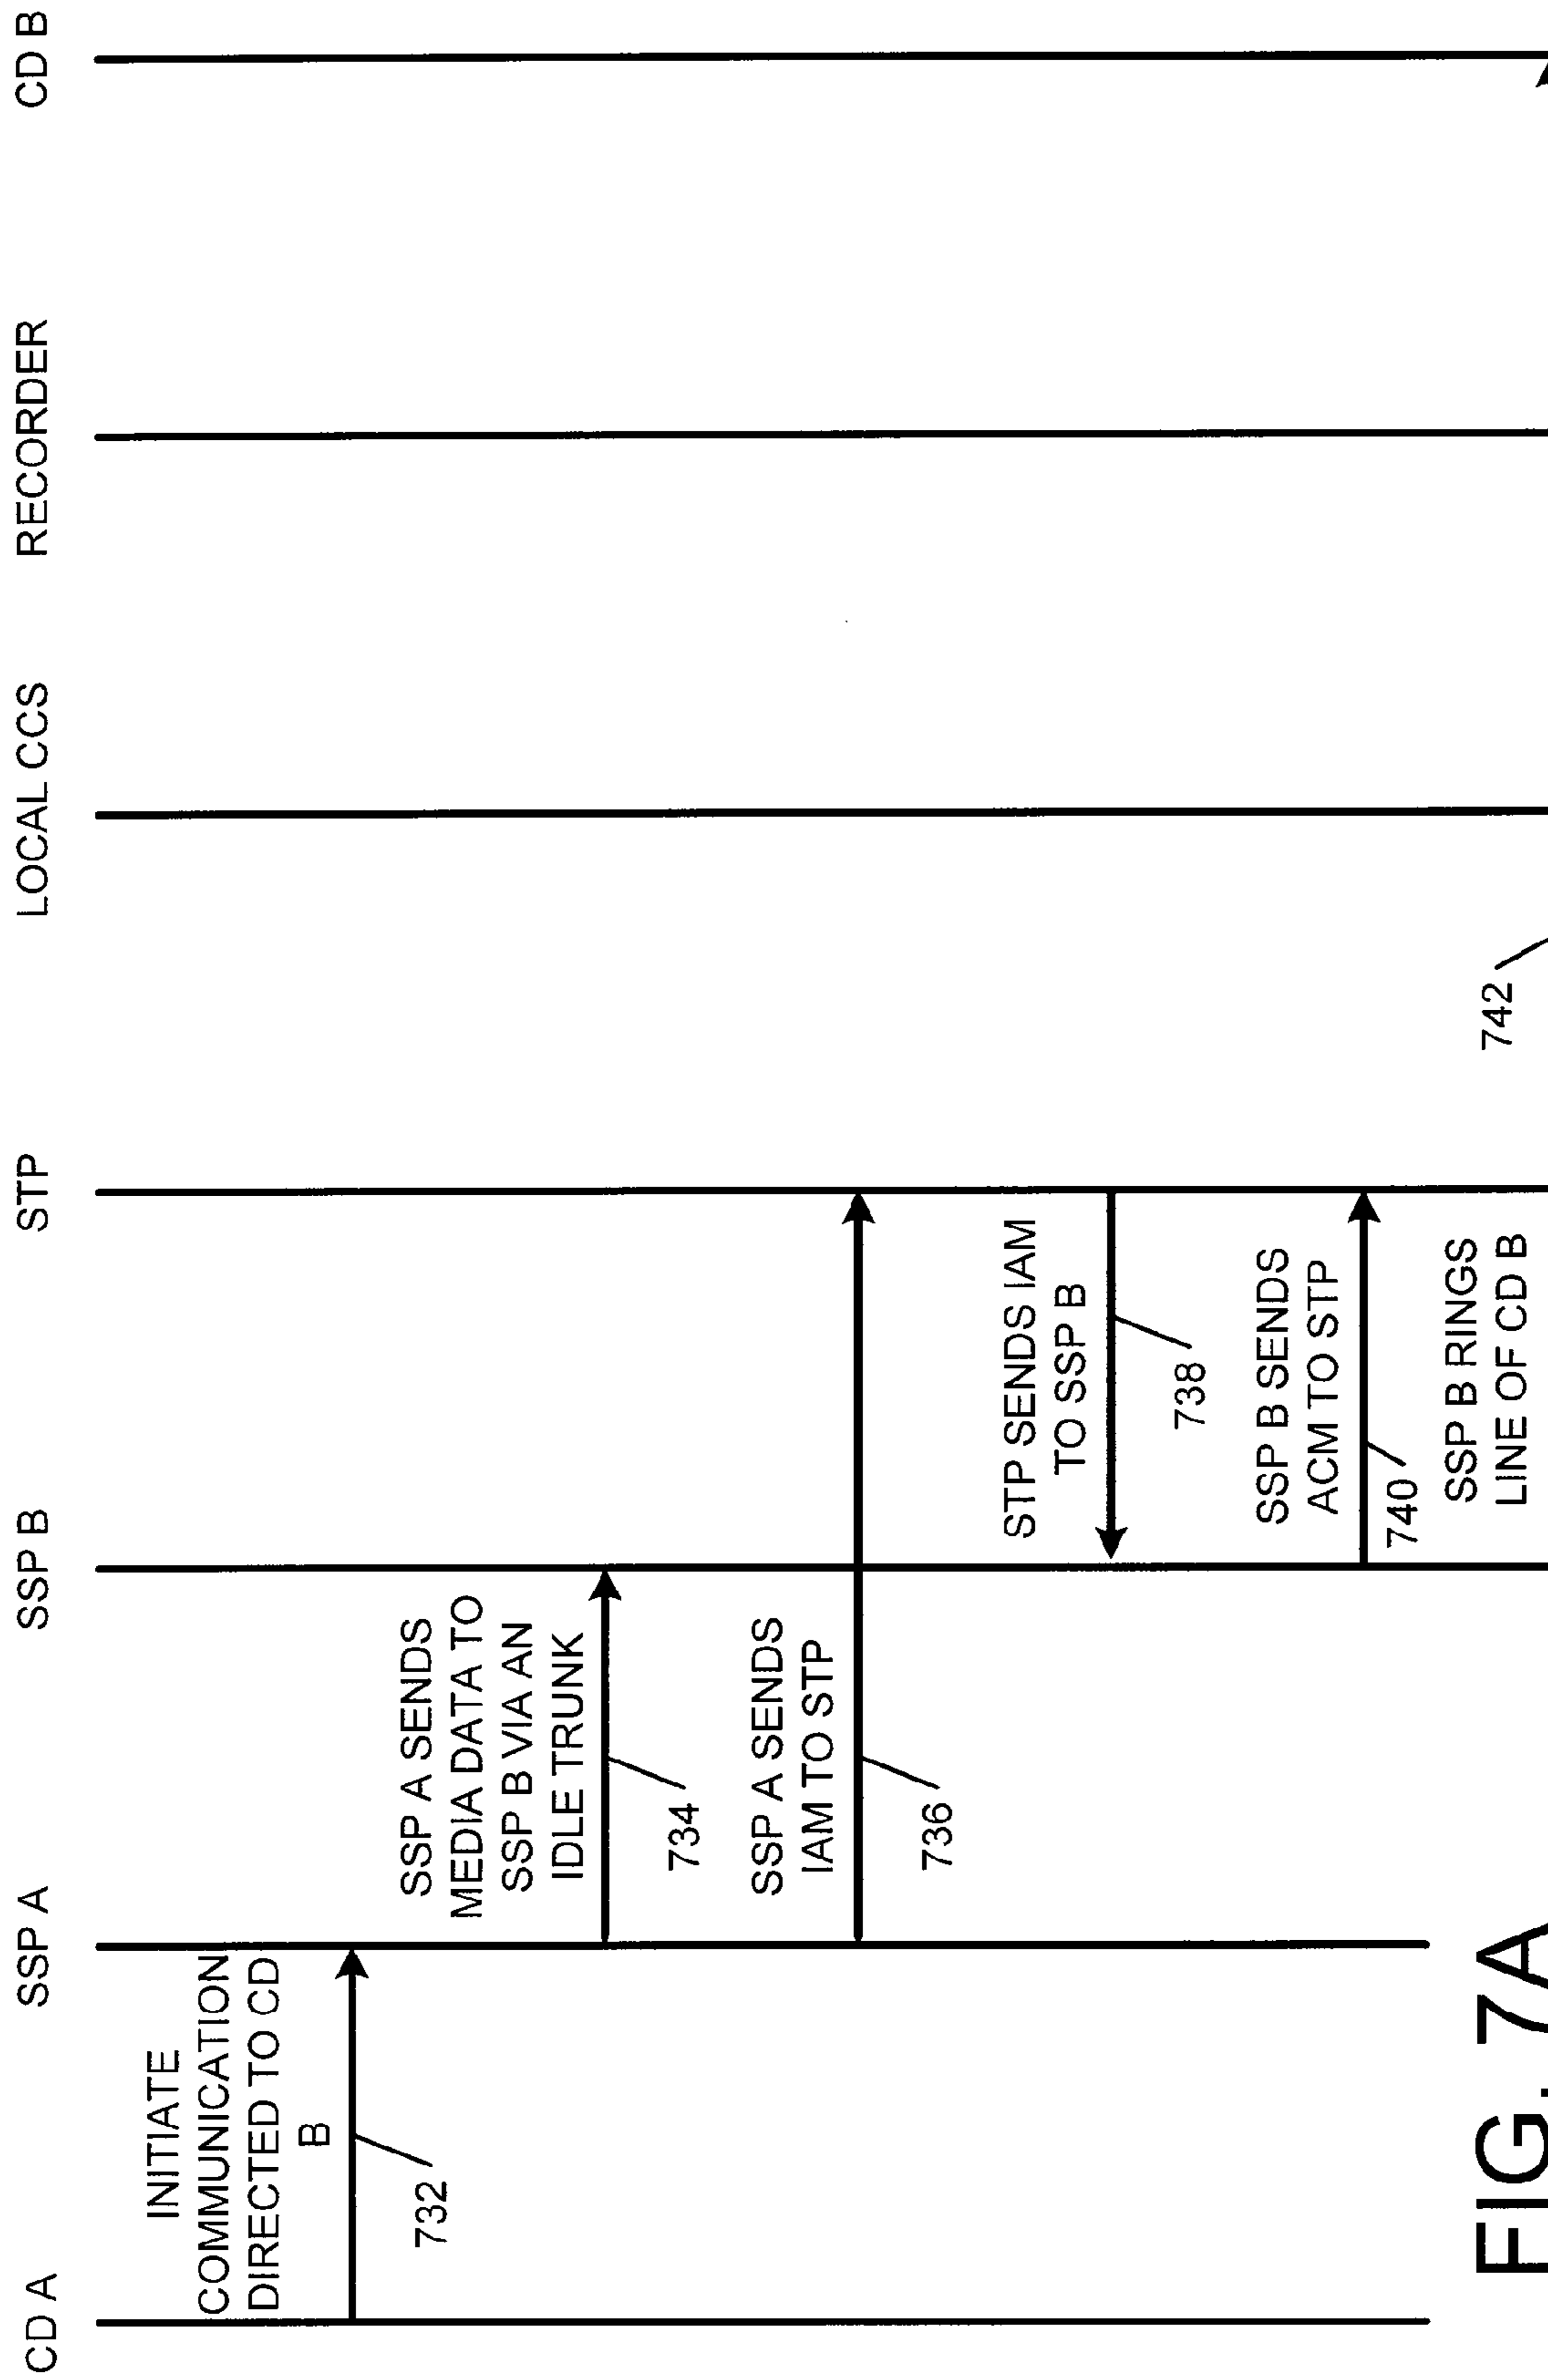 CD A
SSP A
SSP B
STP
LOCAL CCS
RECORDER
CD B
INITIATE
COMMUNICATION
DIRECTED TO CD
B
732
SSP A SENDS
MEDIA DATA TO
SSP B VIA AN
IDLE TRUNK
734
SSP A SENDS
IAM TO STP
736
STP SENDS IAM
TO SSP B
738
SSP B SENDS
ACM TO STP
740
SSP B RINGS
LINE OF CD B
742
FIG. 7A